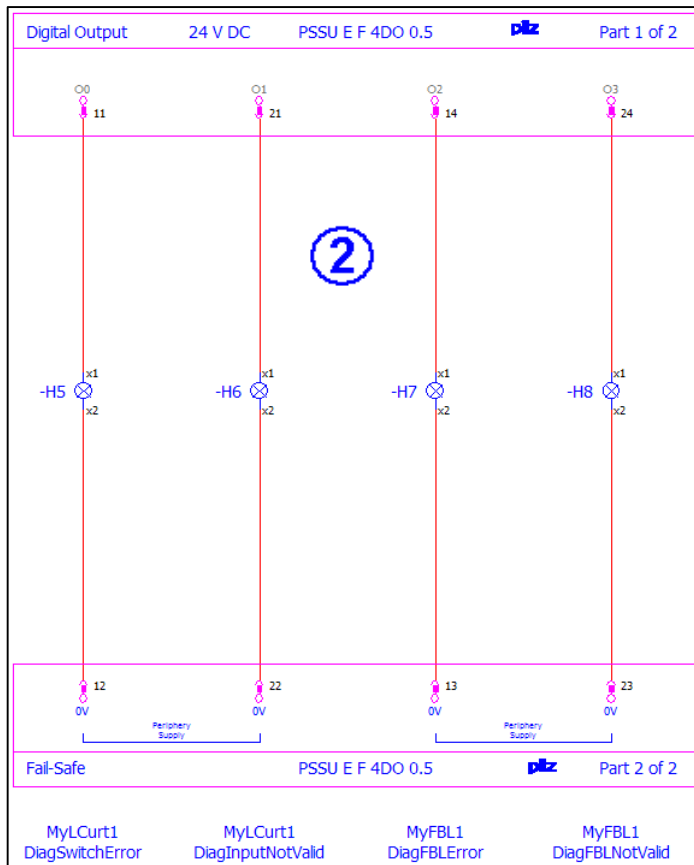 Digital Output 24 V DC PSSU E F 4DO 0.5 pilz Part 1 of 2
O0 O1 O2 O3
11 21 14 24
2
x1 x1 x1 x1
-H5 -H6 -H7 -H8
x2 x2 x2 x2
12 22 13 23
0V 0V 0V 0V
Periphery Periphery
Supply Supply
Fail-Safe PSSU E F 4DO 0.5 pilz Part 2 of 2
MyLCurt1 MyLCurt1 MyFBL1 MyFBL1
DiagSwitchError DiagInputNotValid DiagFBLError DiagFBLNotValid